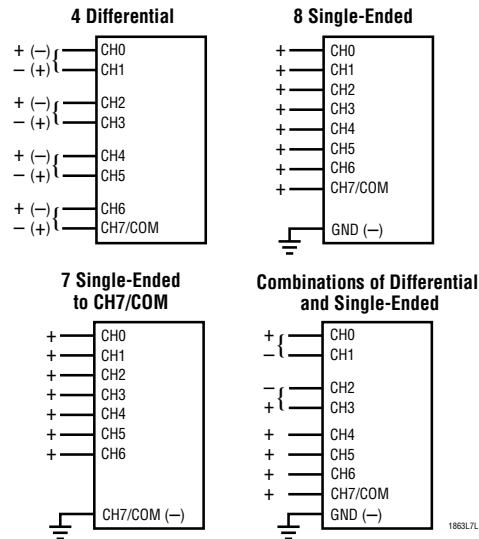 4 Differential
+ (−) { CH0
− (+) CH1
+ (−) { CH2
− (+) CH3
+ (−) { CH4
− (+) CH5
+ (−) { CH6
− (+) CH7/COM
8 Single-Ended
+ CH0
+ CH1
+ CH2
+ CH3
+ CH4
+ CH5
+ CH6
+ CH7/COM
GND (−)
7 Single-Ended
to CH7/COM
+ CH0
+ CH1
+ CH2
+ CH3
+ CH4
+ CH5
+ CH6
CH7/COM (−)
Combinations of Differential
and Single-Ended
+ { CH0
− CH1
− { CH2
+ CH3
+ CH4
+ CH5
+ CH6
+ CH7/COM
GND (−)
1863L7L